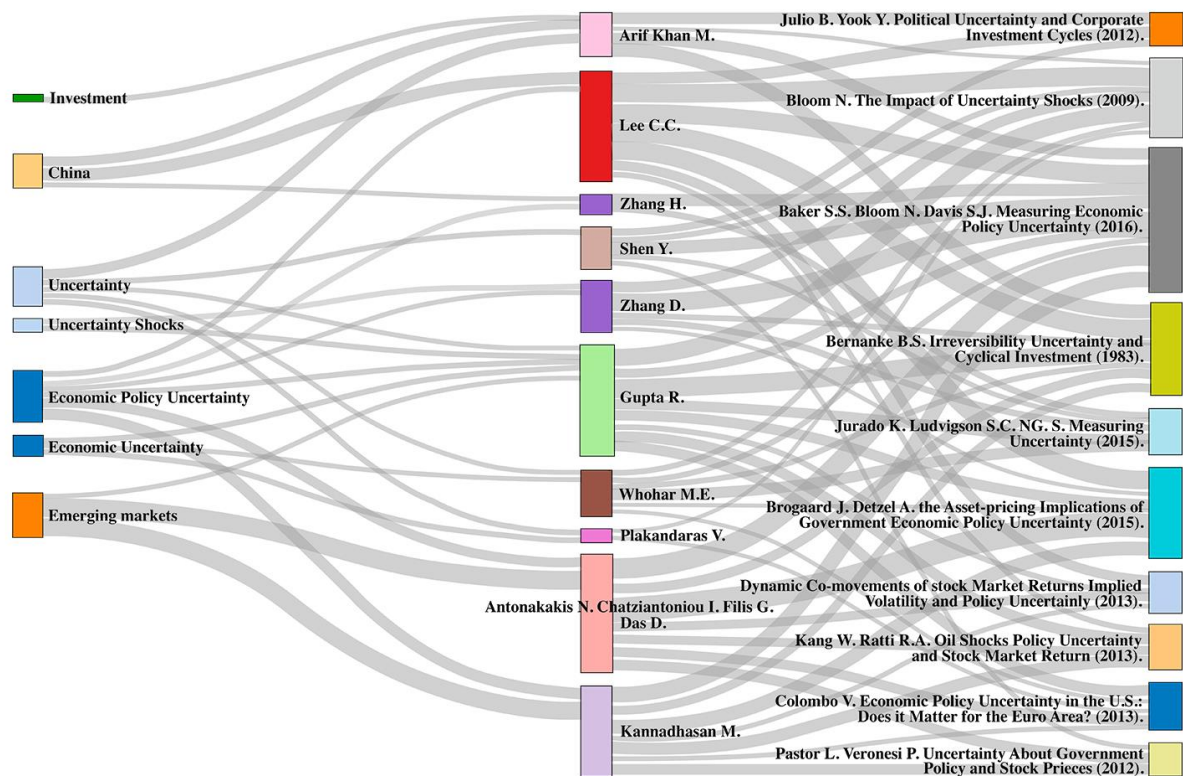 Investment
China
Uncertainty
Uncertainty Shocks
Economic Policy Uncertainty
Economic Uncertainty
Emerging markets
Arif Khan M.
Lee C.C.
Zhang H.
Shen Y.
Zhang D.
Gupta R.
Whohar M.E.
Plakandaras V.
Antonakakis N. Chatziantoniou I. Filis G.
Das D.
Kannadhasan M.
Julio B. Yook Y. Political Uncertainty and Corporate
Investment Cycles (2012).
Bloom N. The Impact of Uncertainty Shocks (2009).
Baker S.S. Bloom N. Davis S.J. Measuring Economic
Policy Uncertainty (2016).
Bernanke B.S. Irreversibility Uncertainty and
Cyclical Investment (1983).
Jurado K. Ludvigson S.C. NG. S. Measuring
Uncertainty (2015).
Brogaard J. Detzel A. the Asset-pricing Implications of
Government Economic Policy Uncertainty (2015).
Dynamic Co-movements of stock Market Returns Implied
Volatility and Policy Uncertainly (2013).
Kang W. Ratti R.A. Oil Shocks Policy Uncertainty
and Stock Market Return (2013).
Colombo V. Economic Policy Uncertainty in the U.S.:
Does it Matter for the Euro Area? (2013).
Pastor L. Veronesi P. Uncertainty About Government
Policy and Stock Prieces (2012).